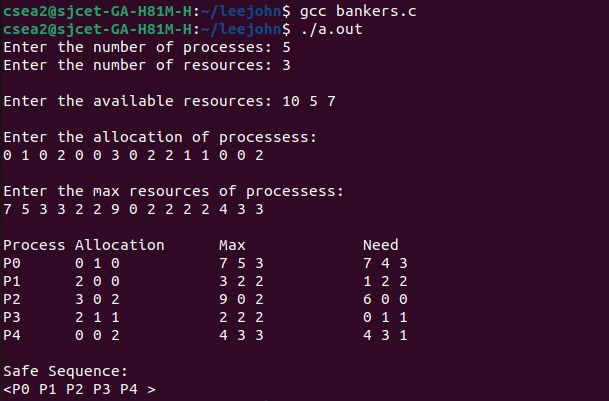 csea2@sjcet-GA-H81M-H:~/leejohn$ gcc bankers.c
csea2@sjcet-GA-H81M-H:~/leejohn$ ./a.out
Enter the number of processes: 5
Enter the number of resources: 3
Enter the available resources: 10 5 7
Enter the allocation of processess:
0 1 0 2 0 0 3 0 2 2 1 1 0 0 2
Enter the max resources of processess:
7 5 3 3 2 2 9 0 2 2 2 2 4 3 3
Process Allocation Max Need
P0 0 1 0 7 5 3 7 4 3
P1 2 0 0 3 2 2 1 2 2
P2 3 0 2 9 0 2 6 0 0
P3 2 1 1 2 2 2 0 1 1
P4 0 0 2 4 3 3 4 3 1
Safe Sequence:
<P0 P1 P2 P3 P4 >